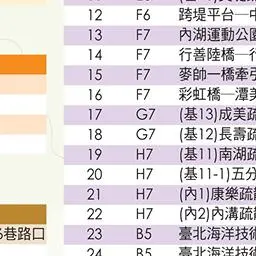 12 F6 跨堤平台─中
13 F7 內湖運動公園
14 F7 行善陸橋─行
15 F7 麥帥一橋牽引
16 F7 彩虹橋─潭美
17 G7 (基13)成美疏
18 G7 (基12)長壽疏
19 H7 (基11)南湖疏
20 H7 (基11-1)五分
21 H7 (內1)康樂疏散
22 H7 (內2)內溝疏散
巷路口
23 B5 臺北海洋技術
24 B5 臺北海洋技術